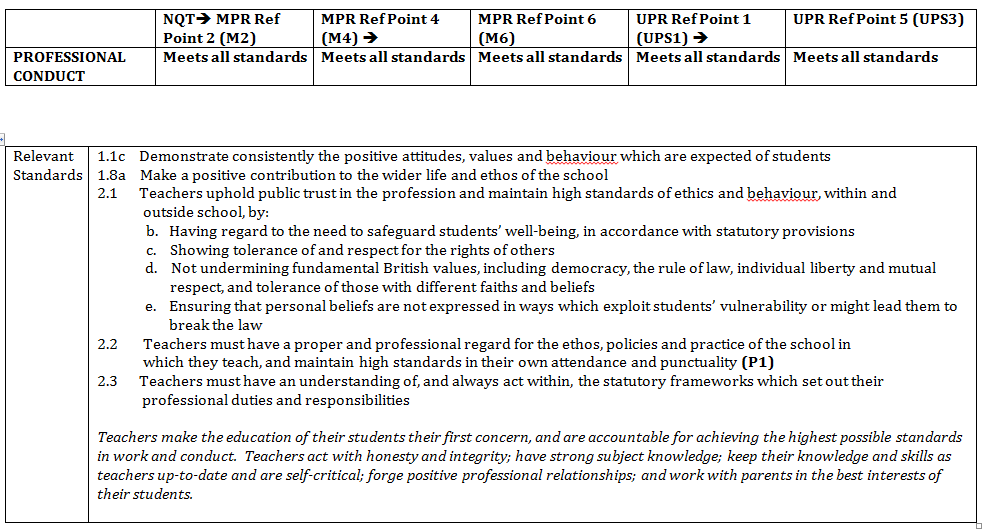 NQT➔ MPR Ref Point 2 (M2)
MPR Ref Point 4 (M4) ➔
MPR Ref Point 6 (M6)
UPR Ref Point 1 (UPS1) ➔
UPR Ref Point 5 (UPS3)
PROFESSIONAL CONDUCT
Meets all standards
Meets all standards
Meets all standards
Meets all standards
Meets all standards
Relevant Standards
1.1c Demonstrate consistently the positive attitudes, values and behaviour which are expected of students
1.8a Make a positive contribution to the wider life and ethos of the school
2.1 Teachers uphold public trust in the profession and maintain high standards of ethics and behaviour, within and
outside school, by:
b. Having regard to the need to safeguard students’ well-being, in accordance with statutory provisions
c. Showing tolerance of and respect for the rights of others
d. Not undermining fundamental British values, including democracy, the rule of law, individual liberty and mutual
respect, and tolerance of those with different faiths and beliefs
e. Ensuring that personal beliefs are not expressed in ways which exploit students’ vulnerability or might lead them to
break the law
2.2 Teachers must have a proper and professional regard for the ethos, policies and practice of the school in
which they teach, and maintain high standards in their own attendance and punctuality (P1)
2.3 Teachers must have an understanding of, and always act within, the statutory frameworks which set out their
professional duties and responsibilities
Teachers make the education of their students their first concern, and are accountable for achieving the highest possible standards
in work and conduct. Teachers act with honesty and integrity; have strong subject knowledge; keep their knowledge and skills as
teachers up-to-date and are self-critical; forge positive professional relationships; and work with parents in the best interests of
their students.